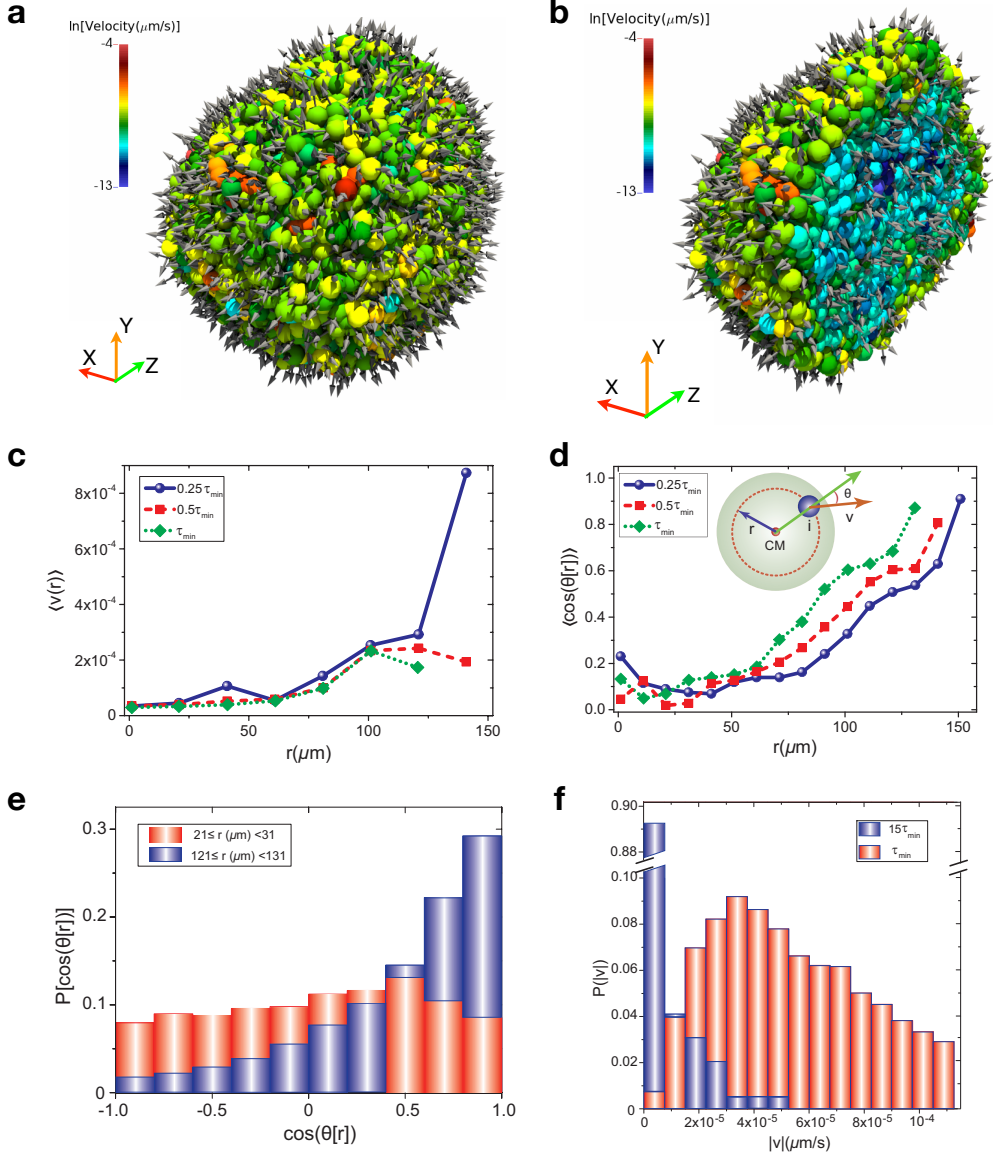 a
ln[Velocity(μm/s)]
-4
-13
Y
X
Z
b
ln[Velocity(μm/s)]
-4
-13
Y
X
Z
c
0.25τmin
0.5τmin
τmin
8x10-4
6x10-4
4x10-4
2x10-4
0
⟨v(r)⟩
0 50 100 150
r(μm)
d
0.25τmin
0.5τmin
τmin
θ
v
i
r
CM
1.0
0.8
0.6
0.4
0.2
0.0
⟨cos(θ[r])⟩
0 50 100 150
r(μm)
e
21≤ r (μm) <31
121≤ r (μm) <131
0.3
0.2
0.1
0
P[cos(θ[r])]
-1.0 -0.5 0 0.5 1.0
cos(θ[r])
f
15τmin
τmin
0.90
0.88
0.10
0.08
0.06
0.04
0.02
0
P(|v|)
0 2x10-5 4x10-5 6x10-5 8x10-5 10-4
|v|(μm/s)